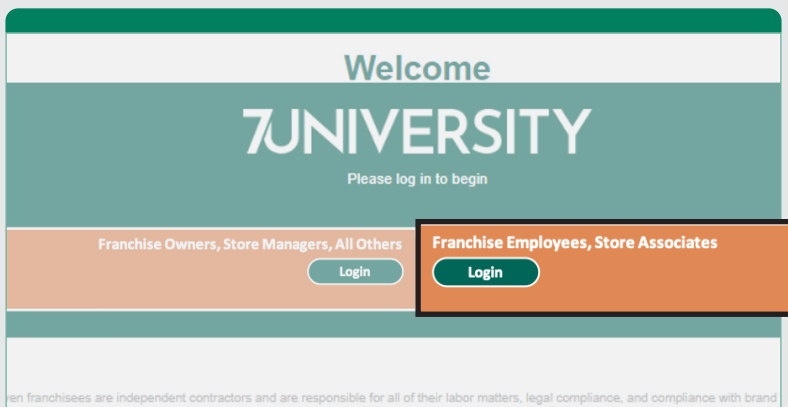 Welcome
7UNIVERSITY
Please log in to begin
Franchise Owners, Store Managers, All Others
Login
Franchise Employees, Store Associates
Login
franchisees are independent contractors and are responsible for all of their labor matters, legal compliance, and compliance with brand